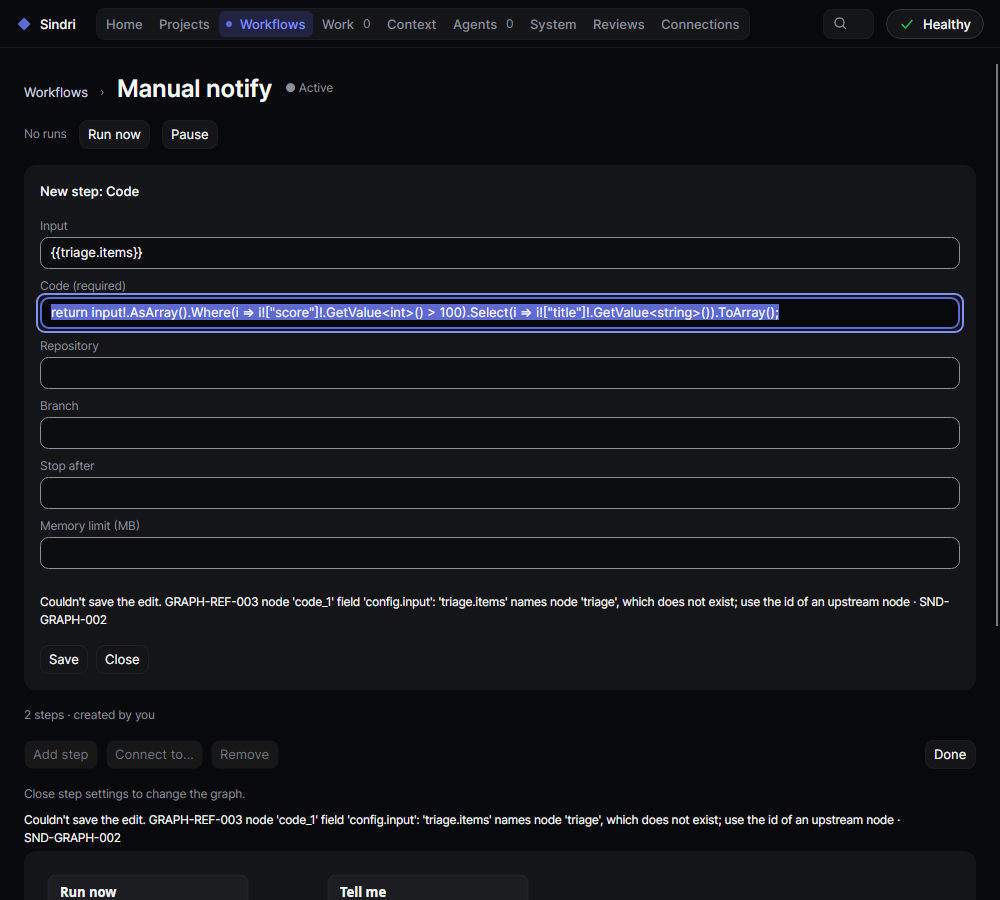 Sindri
Home Projects Workflows Work 0 Context Agents 0 System Reviews Connections
Healthy
Workflows › Manual notify Active
No runs Run now Pause
New step: Code
Input
{{triage.items}}
Code (required)
return input!.AsArray().Where(i => i!["score"]!.GetValue<int>() > 100).Select(i => i!["title"]!.GetValue<string>()).ToArray();
Repository
Branch
Stop after
Memory limit (MB)
Couldn't save the edit. GRAPH-REF-003 node 'code_1' field 'config.input': 'triage.items' names node 'triage', which does not exist; use the id of an upstream node · SND-
GRAPH-002
Save Close
2 steps · created by you
Add step Connect to... Remove Done
Close step settings to change the graph.
Couldn't save the edit. GRAPH-REF-003 node 'code_1' field 'config.input': 'triage.items' names node 'triage', which does not exist; use the id of an upstream node ·
SND-GRAPH-002
Run now Tell me